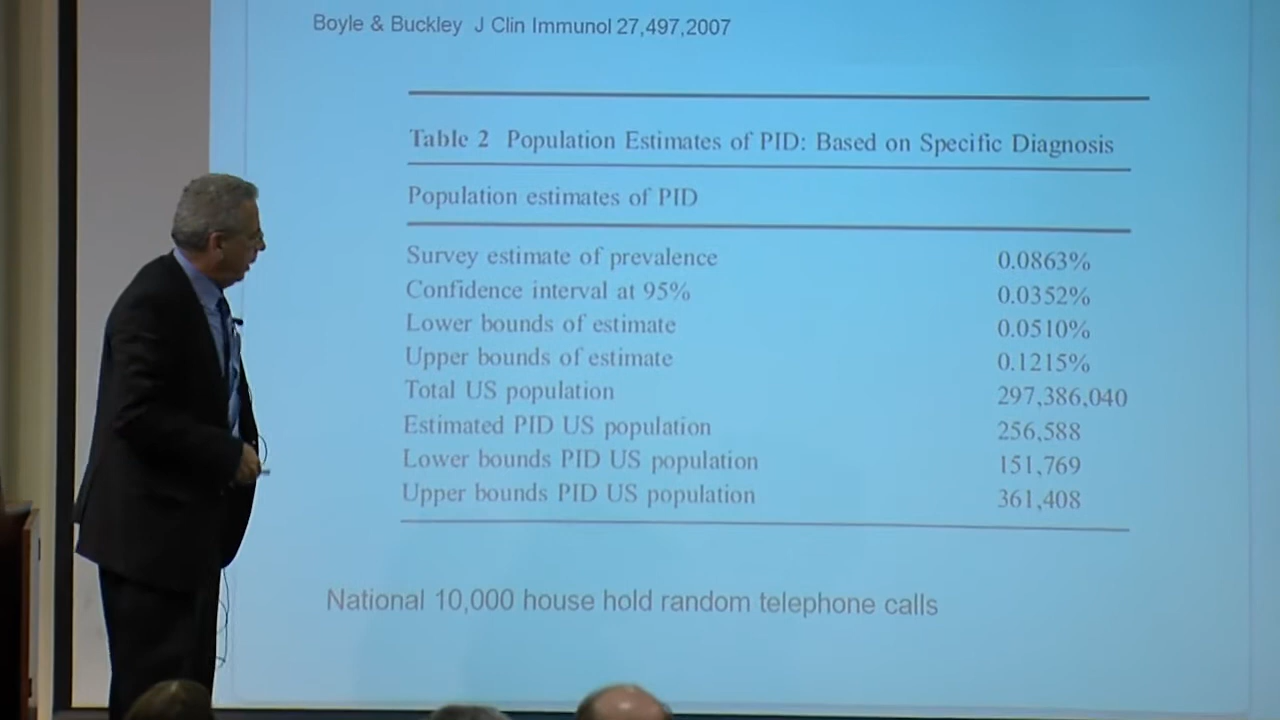 Boyle & Buckley J Clin Immunol 27,497,2007
Table 2 Population Estimates of PID: Based on Specific Diagnosis
Population estimates of PID
Survey estimate of prevalence 0.0863%
Confidence interval at 95% 0.0352%
Lower bounds of estimate 0.0510%
Upper bounds of estimate 0.1215%
Total US population 297,386,040
Estimated PID US population 256,588
Lower bounds PID US population 151,769
Upper bounds PID US population 361,408
National 10,000 house hold random telephone calls